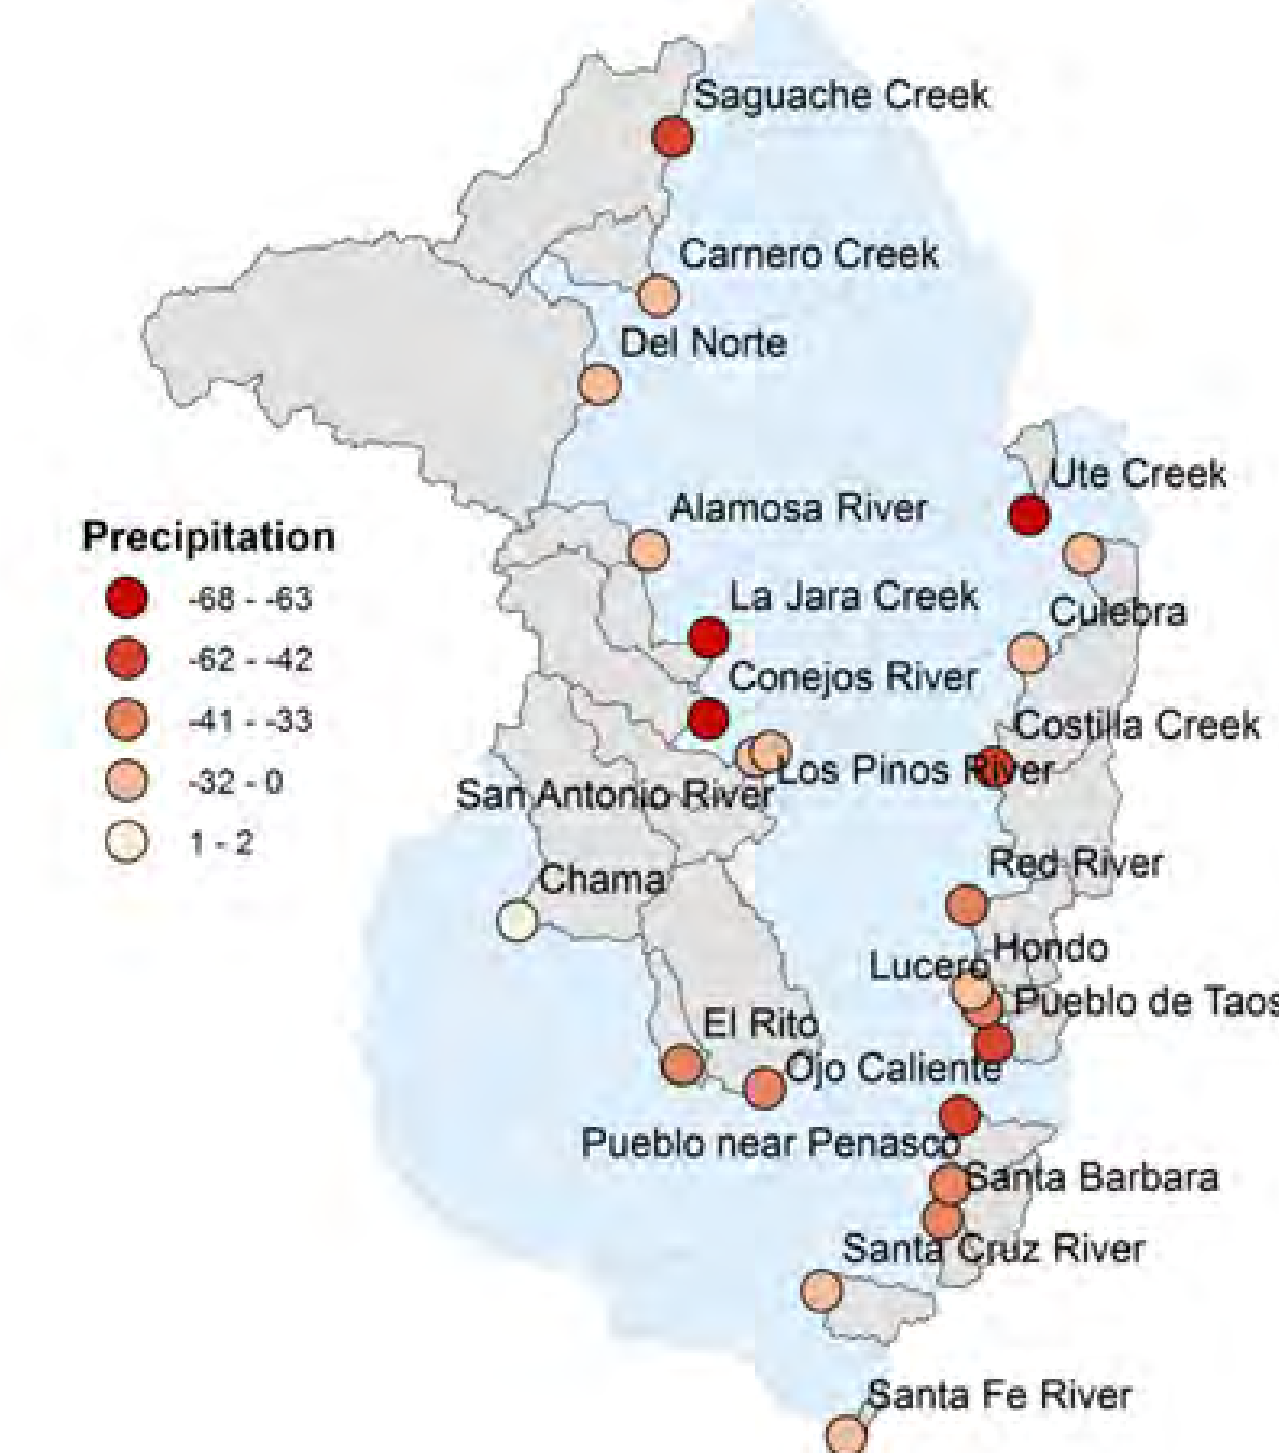 Saguache Creek
Carnero Creek
Del Norte
Ute Creek
Alamosa River
Precipitation
-68 - -63
-62 - -42
-41 - -33
-32 - 0
1 - 2
La Jara Creek
Culebra
Conejos River
Costilla Creek
Los Pinos River
San Antonio River
Red River
Chama
Hondo
Lucero
Pueblo de Taos
El Rito
Ojo Caliente
Pueblo near Penasco
Santa Barbara
Santa Cruz River
Santa Fe River